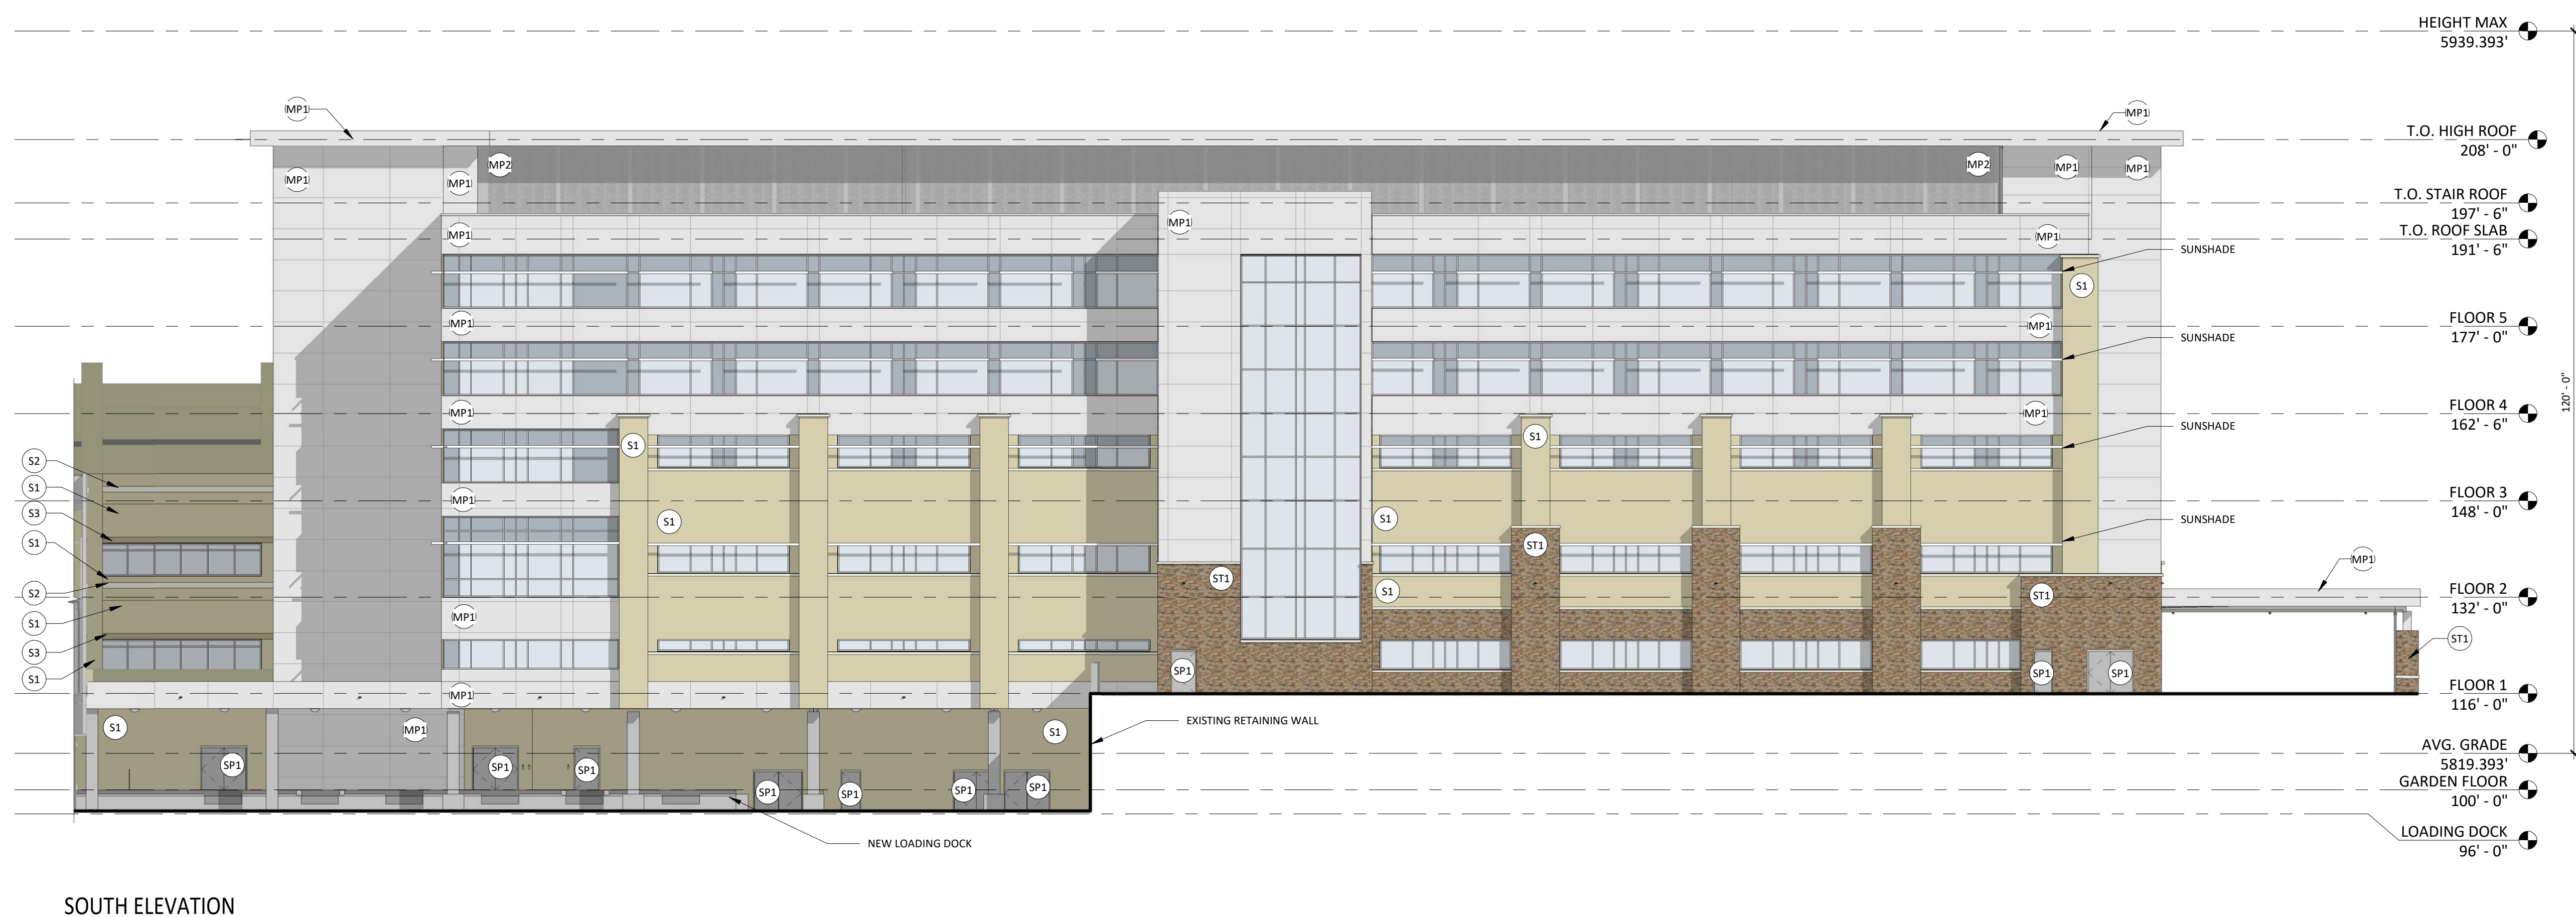 HEIGHT MAX
5939.393'
MP1
MP1
T.O. HIGH ROOF
208' - 0"
MP1
MP1
MP2
MP2
MP1
MP1
T.O. STAIR ROOF
197' - 6"
MP1
MP1
MP1
T.O. ROOF SLAB
191' - 6"
SUNSHADE
S1
MP1
MP1
FLOOR 5
177' - 0"
SUNSHADE
120' - 0"
MP1
MP1
FLOOR 4
162' - 6"
SUNSHADE
S1
S1
S2
S1
MP1
FLOOR 3
148' - 0"
S3
S1
S1
SUNSHADE
S1
ST1
MP1
ST1
S2
S1
ST1
FLOOR 2
132' - 0"
S1
MP1
ST1
S3
SP1
SP1
SP1
S1
MP1
FLOOR 1
116' - 0"
S1
MP1
S1
EXISTING RETAINING WALL
AVG. GRADE
5819.393'
SP1
SP1
SP1
SP1
SP1
SP1
SP1
GARDEN FLOOR
100' - 0"
NEW LOADING DOCK
LOADING DOCK
96' - 0"
SOUTH ELEVATION